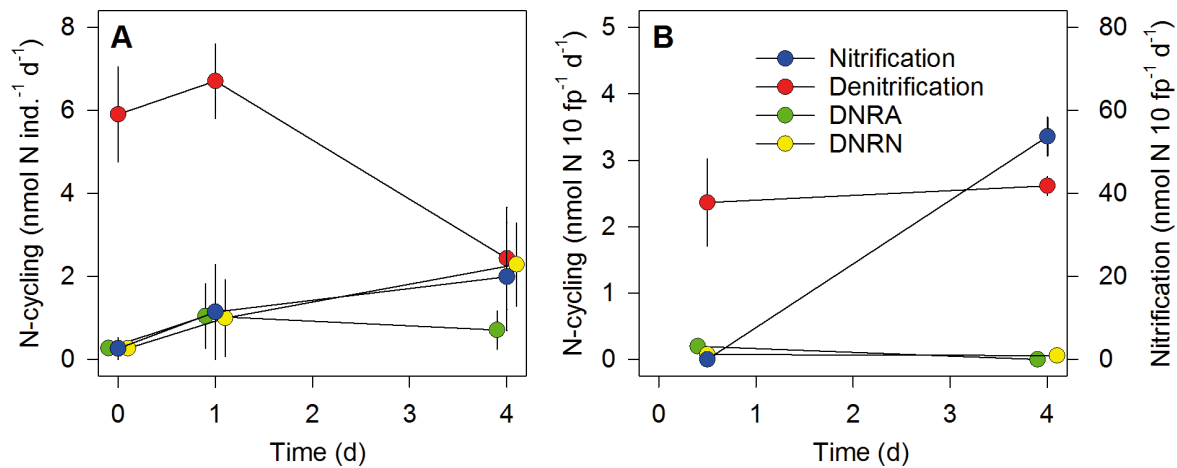 A
N-cycling (nmol N ind.⁻¹ d⁻¹)
8
6
4
2
0
0 1 2 3 4
Time (d)
B
N-cycling (nmol N 10 fp⁻¹ d⁻¹)
5
4
3
2
1
0
Nitrification
Denitrification
DNRA
DNRN
0 1 2 3 4
Time (d)
80
60
40
20
0
Nitrification (nmol N 10 fp⁻¹ d⁻¹)